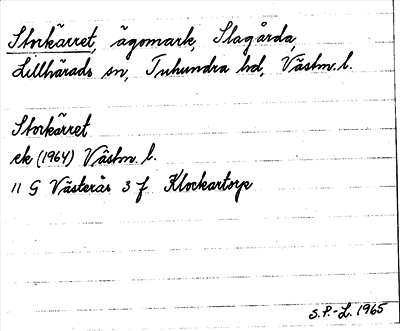 Storkärret, ägomark, Slagårda,
Lillhärads sn, Tuhundra hd, Västm. l.
Storkärret
ek (1964) Västm. l.
11 G Västerås 3 f Klockartorp
S.P.-L. 1965